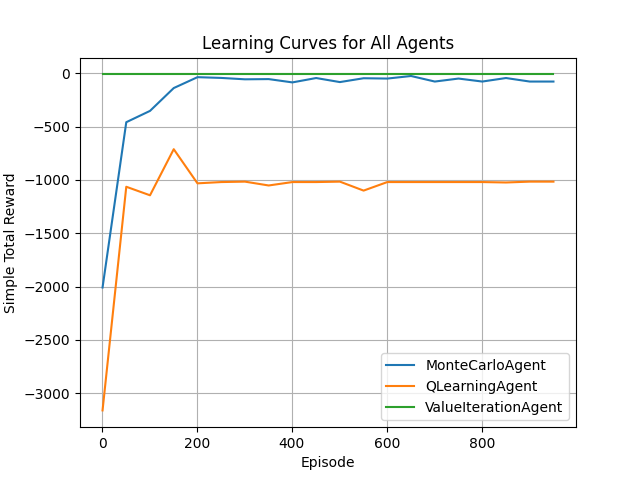 Learning Curves for All Agents
Simple Total Reward
0
−500
−1000
−1500
−2000
−2500
−3000
0
200
400
600
800
Episode
MonteCarloAgent
QLearningAgent
ValueIterationAgent